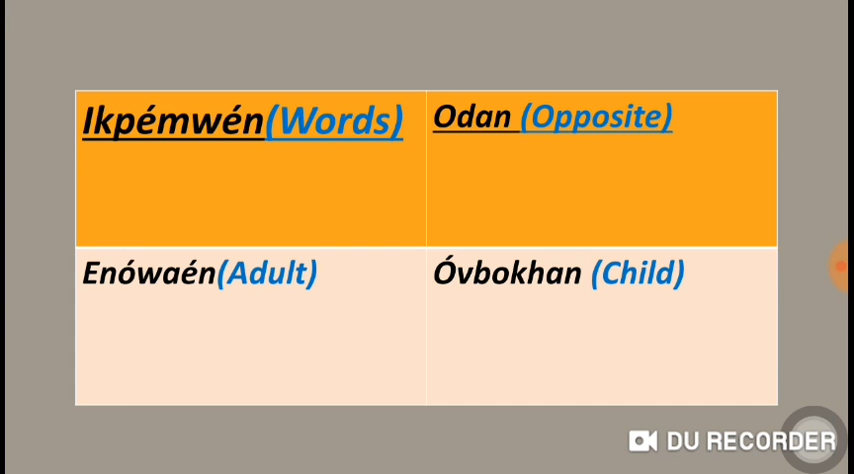 Ikpémwén(Words)
Odan (Opposite)
Enówaén(Adult)
Óvbokhan (Child)
DU RECORDER